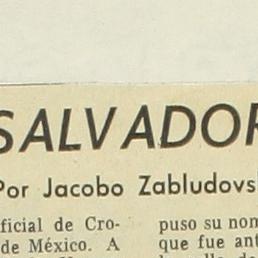 SALVADOR
Por Jacobo Zabludovs
ficial de Cro-
de México. A
puso su nom
que fue ant